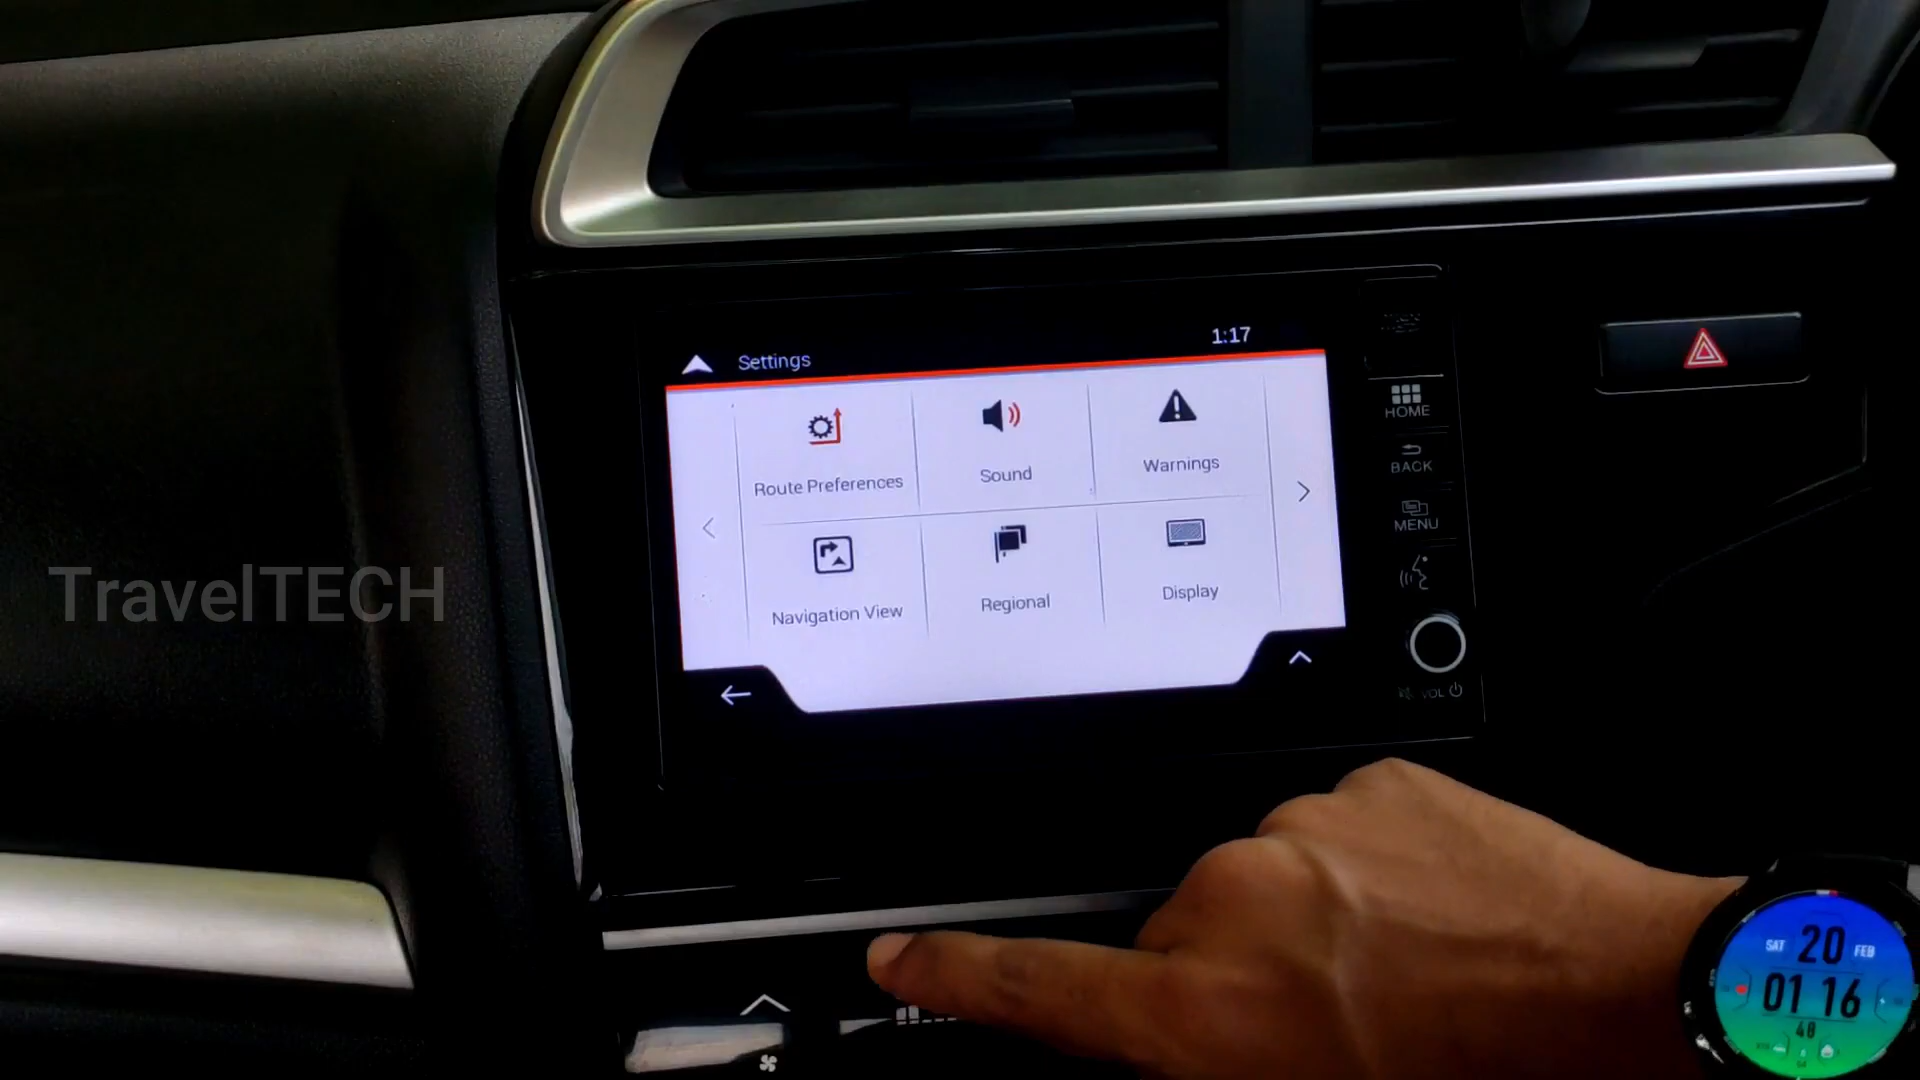 1:17
Settings
Route Preferences
Sound
Warnings
Navigation View
Regional
Display
HOME
BACK
MENU
VOL
TravelTECH
SAT 20 FEB
01 16
48